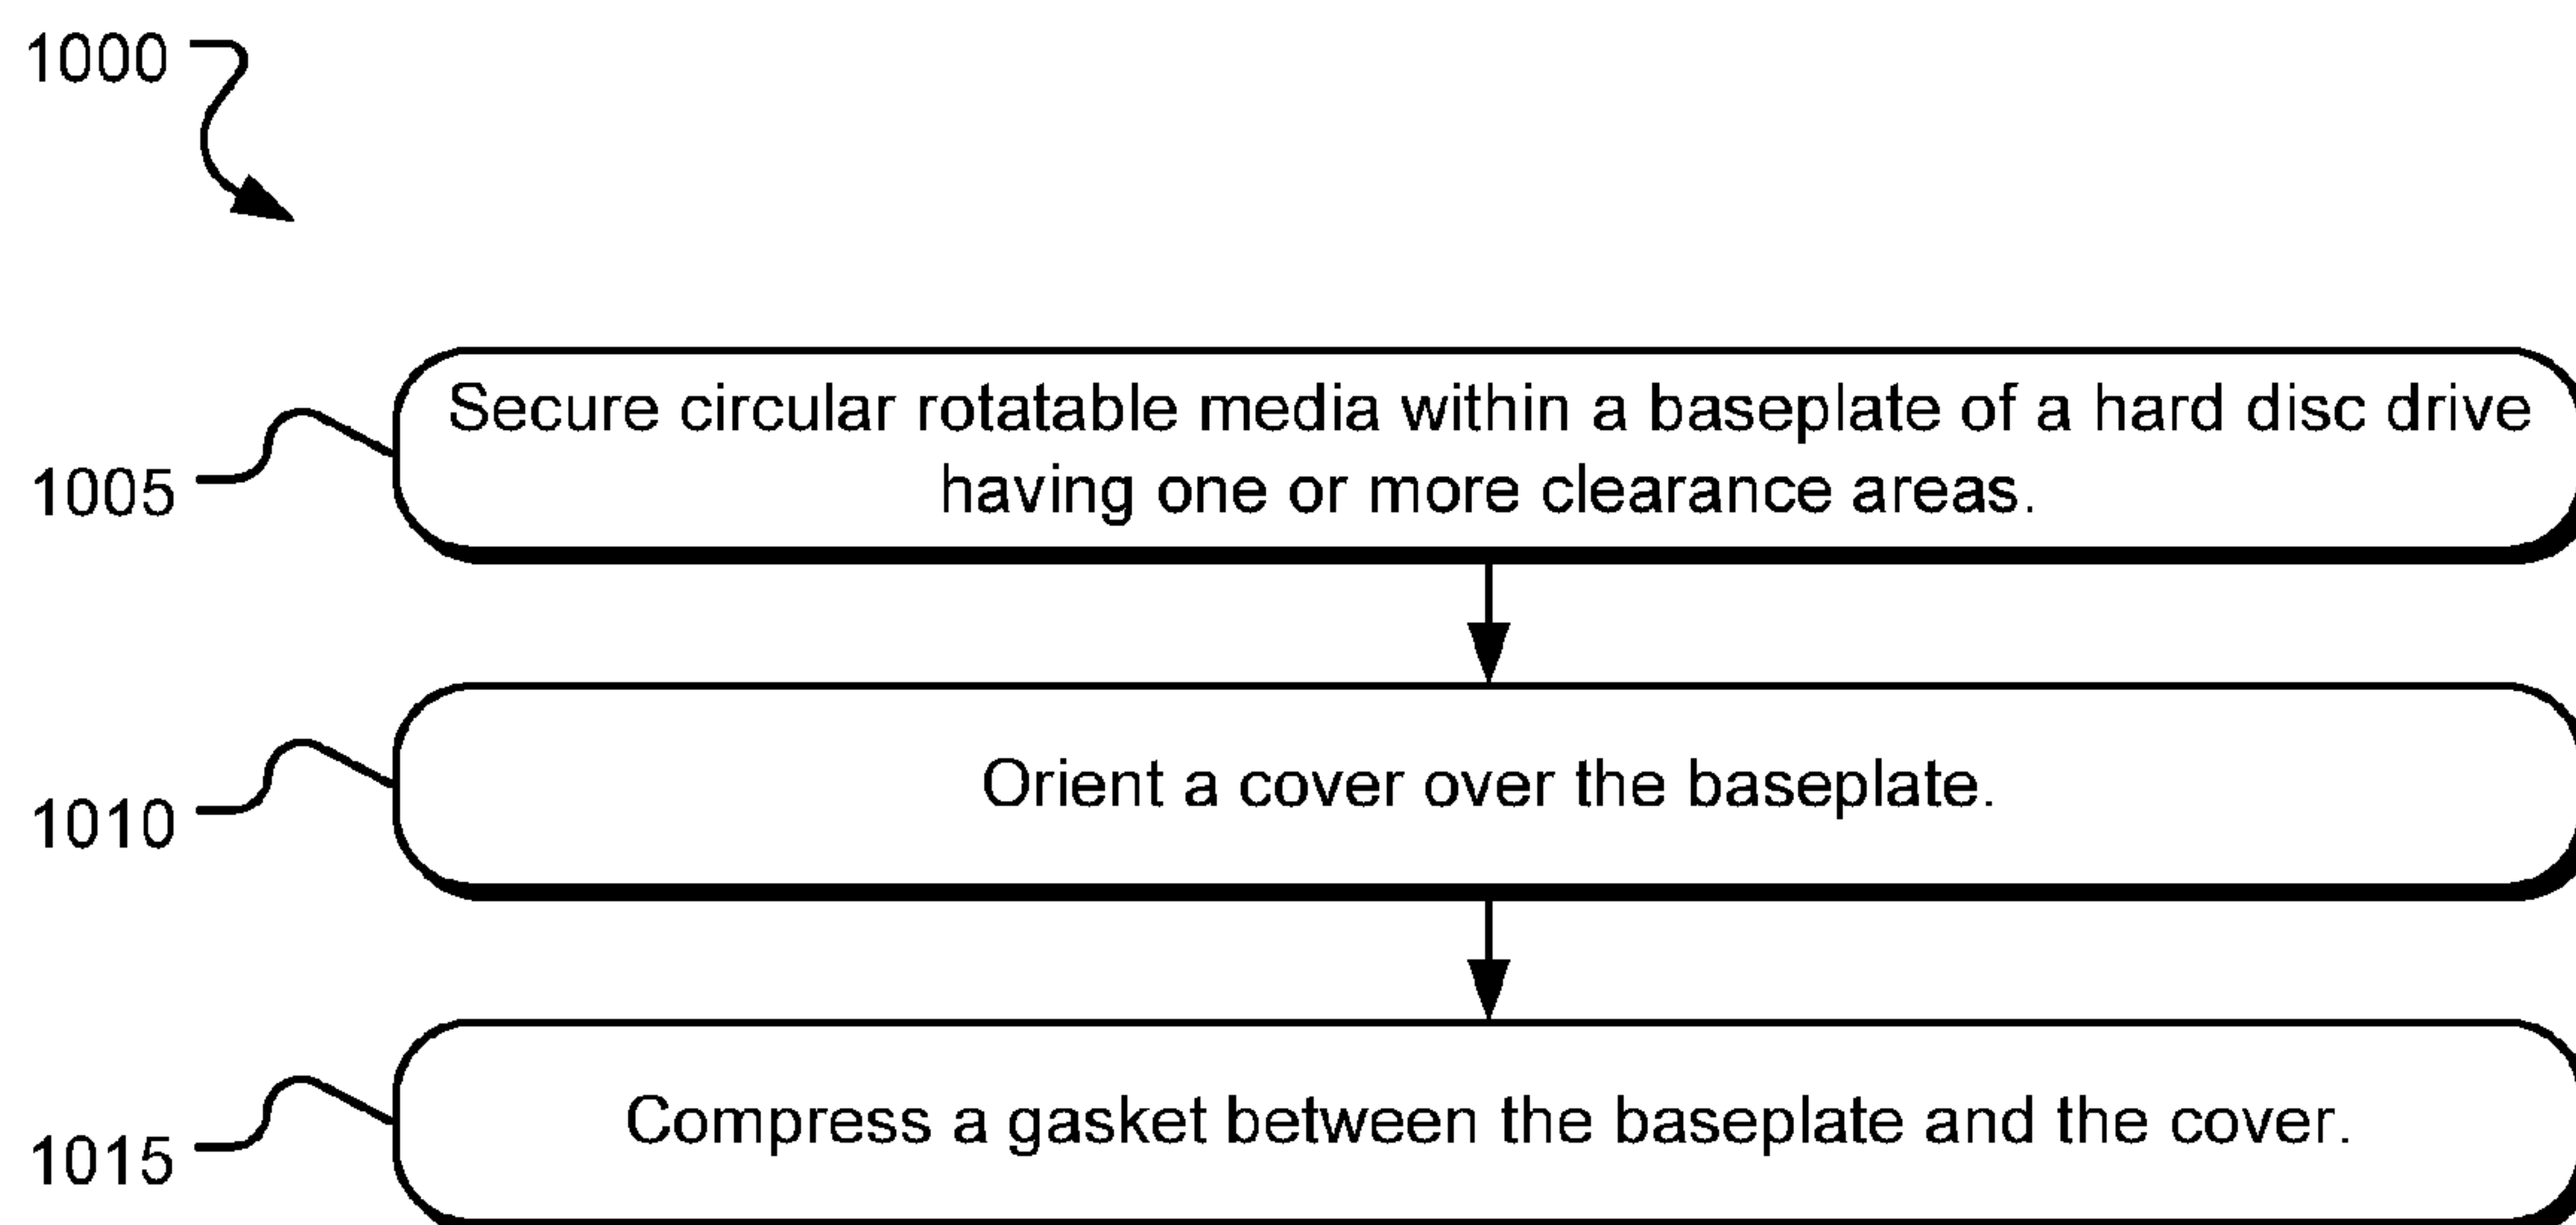 1000
Secure circular rotatable media within a baseplate of a hard disc drive
having one or more clearance areas.
1005
Orient a cover over the baseplate.
1010
Compress a gasket between the baseplate and the cover.
1015